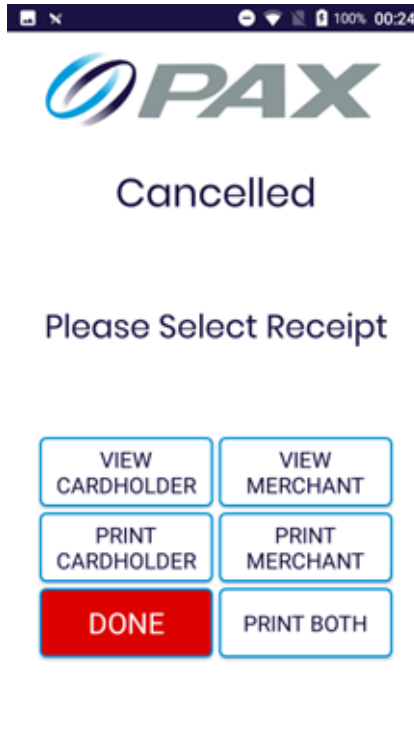 100% 00:24
PAX
Cancelled
Please Select Receipt
VIEW
CARDHOLDER
VIEW
MERCHANT
PRINT
CARDHOLDER
PRINT
MERCHANT
DONE
PRINT BOTH